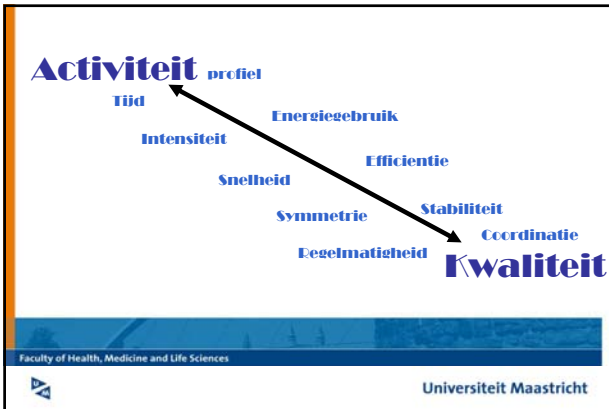 Activiteit profiel
Tijd
Energiegebruik
Intensiteit
Efficientie
Snelheid
Symmetrie
Stabiliteit
Coordinatie
Regelmatigheid
Kwaliteit
Faculty of Health, Medicine and Life Sciences
Universiteit Maastricht